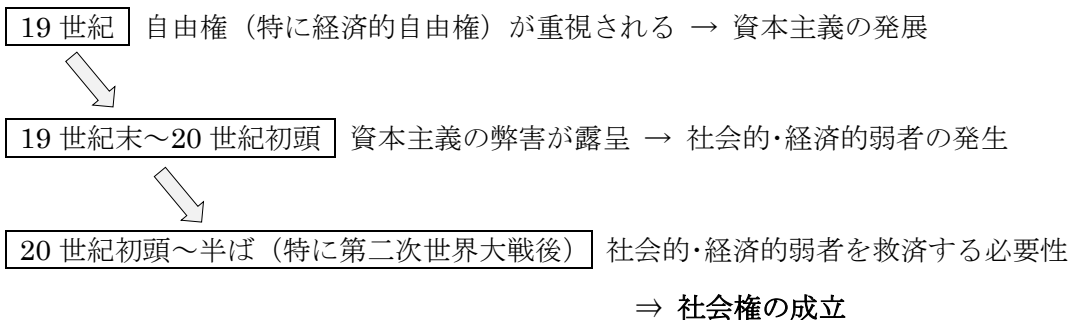 19 世紀 自由権（特に経済的自由権）が重視される → 資本主義の発展
19 世紀末～20 世紀初頭 資本主義の弊害が露呈 → 社会的･経済的弱者の発生
20 世紀初頭～半ば（特に第二次世界大戦後） 社会的･経済的弱者を救済する必要性
⇒ 社会権の成立